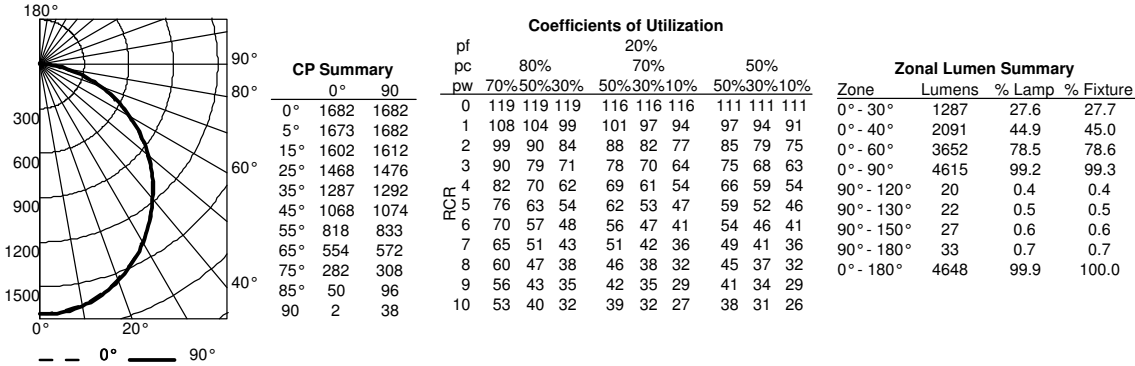 180°
90°
80°
300
60°
600
900
1200
40°
1500
0° 20°
0° 90°
CP Summary
0° 90
0° 1682 1682
5° 1673 1682
15° 1602 1612
25° 1468 1476
35° 1287 1292
45° 1068 1074
55° 818 833
65° 554 572
75° 282 308
85° 50 96
90 2 38
Coefficients of Utilization
pf 20%
pc 80% 70% 50%
pw 70%50%30% 50%30%10% 50%30%10%
RCR
0 119 119 119 116 116 116 111 111 111
1 108 104 99 101 97 94 97 94 91
2 99 90 84 88 82 77 85 79 75
3 90 79 71 78 70 64 75 68 63
4 82 70 62 69 61 54 66 59 54
5 76 63 54 62 53 47 59 52 46
6 70 57 48 56 47 41 54 46 41
7 65 51 43 51 42 36 49 41 36
8 60 47 38 46 38 32 45 37 32
9 56 43 35 42 35 29 41 34 29
10 53 40 32 39 32 27 38 31 26
Zonal Lumen Summary
Zone Lumens % Lamp % Fixture
0° - 30° 1287 27.6 27.7
0° - 40° 2091 44.9 45.0
0° - 60° 3652 78.5 78.6
0° - 90° 4615 99.2 99.3
90° - 120° 20 0.4 0.4
90° - 130° 22 0.5 0.5
90° - 150° 27 0.6 0.6
90° - 180° 33 0.7 0.7
0° - 180° 4648 99.9 100.0